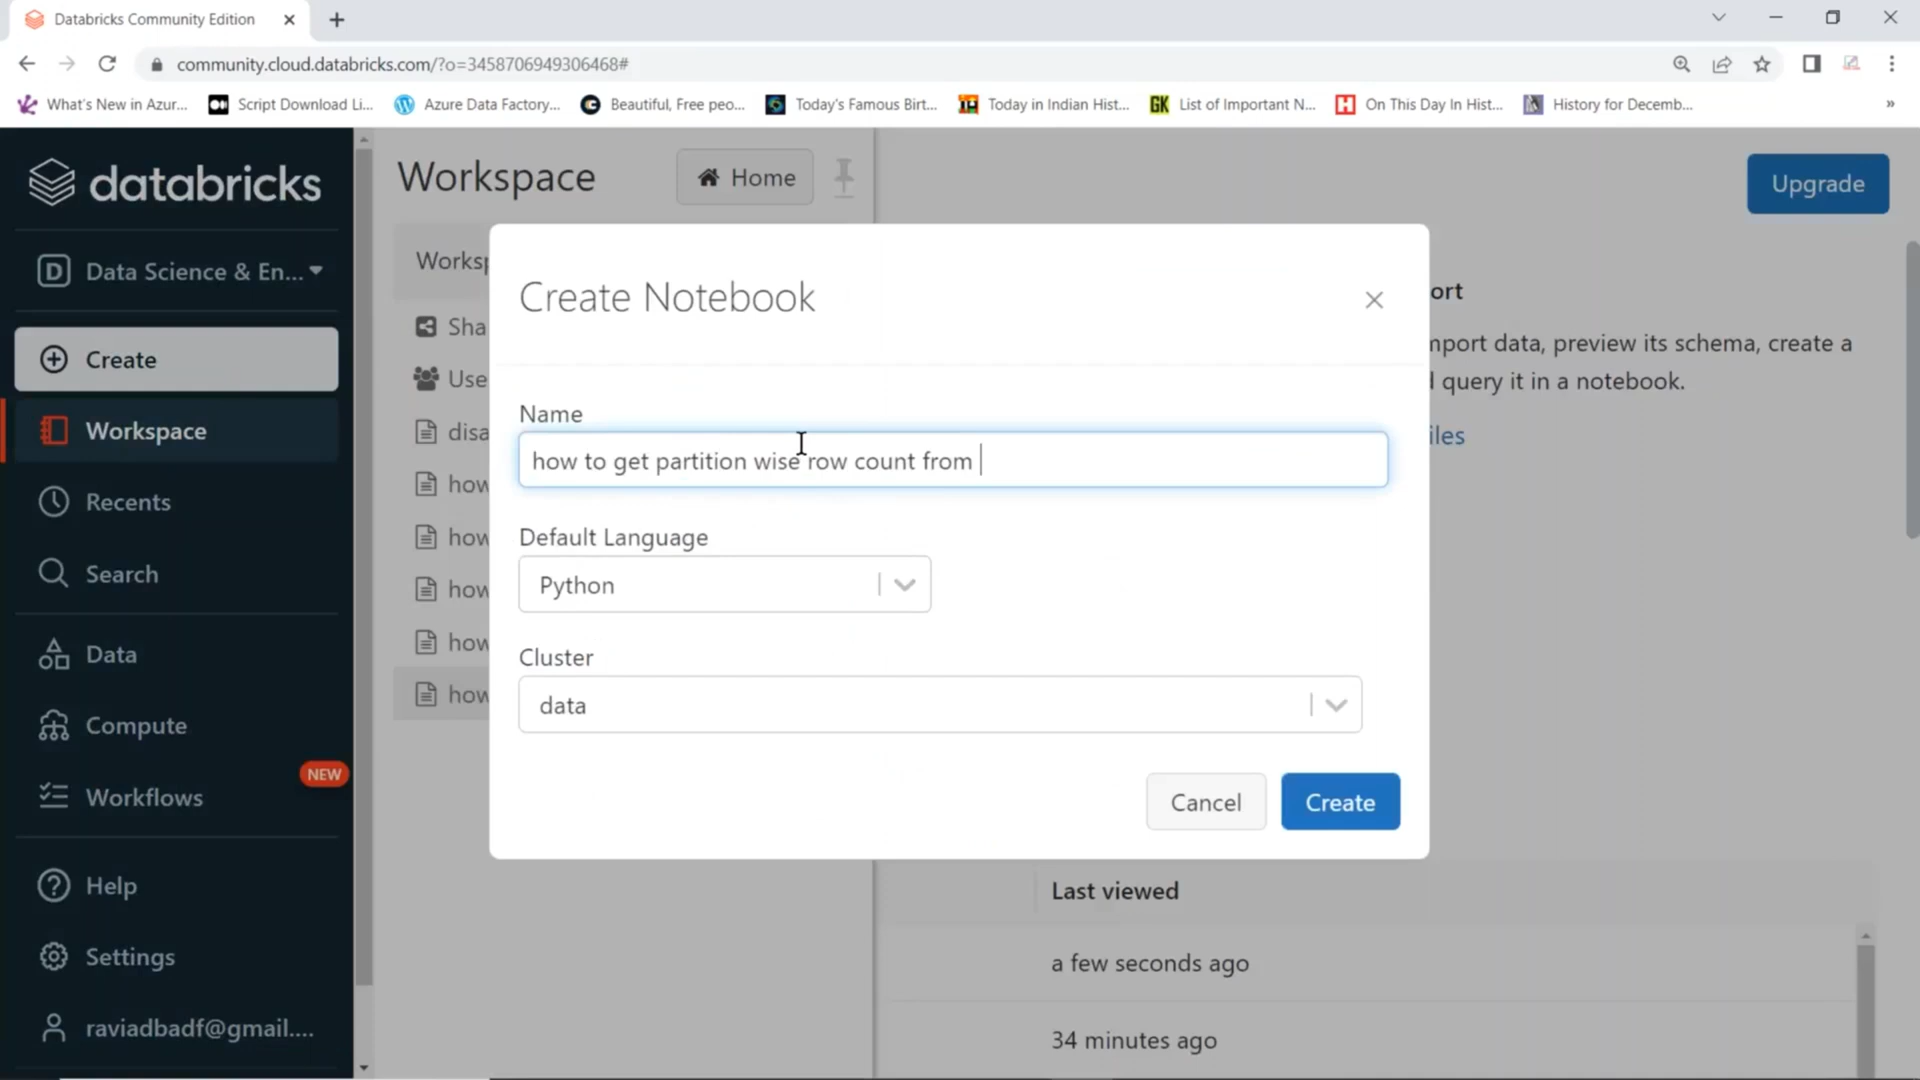 Databricks Community Edition
community.cloud.databricks.com/?o=3458706949306468#
What's New in Azur...
Script Download Li...
Azure Data Factory...
Beautiful, Free peo...
Today's Famous Birt...
Today in Indian Hist...
GK
List of Important N...
H
On This Day In Hist...
History for Decemb...
»
databricks
D
Data Science & En...
Create
Workspace
Recents
Search
Data
Compute
NEW
Workflows
Help
Settings
raviadbadf@gmail....
Workspace
Home
Worksp
Sha
Use
disa
how
how
how
how
how
Upgrade
ort
mport data, preview its schema, create a
d query it in a notebook.
iles
Create Notebook
Name
how to get partition wise row count from
Default Language
Python
Cluster
data
Cancel
Create
Last viewed
a few seconds ago
34 minutes ago